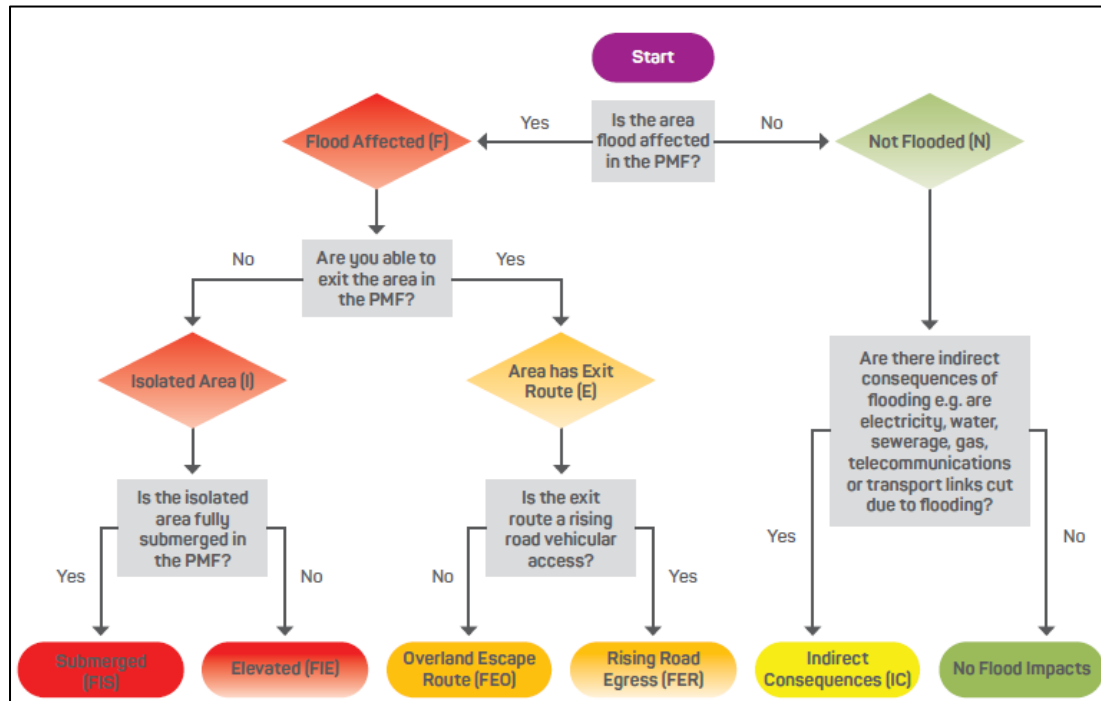 Start
Yes
Is the area
flood affected
in the PMF?
No
Flood Affected (F)
Not Flooded (N)
No
Are you able to
exit the area in
the PMF?
Yes
Isolated Area (I)
Area has Exit
Route (E)
Are there indirect
consequences of
flooding e.g. are
electricity, water,
sewerage, gas,
telecommunications
or transport links cut
due to flooding?
Is the isolated
area fully
submerged in
the PMF?
Is the exit
route a rising
road vehicular
access?
Yes
No
No
Yes
Yes
No
Submerged
(FIS)
Elevated (FIE)
Overland Escape
Route (FEO)
Rising Road
Egress (FER)
Indirect
Consequences (IC)
No Flood Impacts